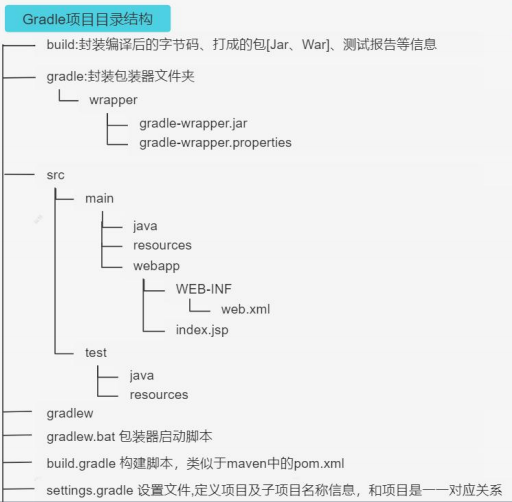 Gradle项目目录结构
build:封装编译后的字节码、打成的包[Jar、War]、测试报告等信息
gradle:封装包装器文件夹
wrapper
gradle-wrapper.jar
gradle-wrapper.properties
src
main
java
resources
webapp
WEB-INF
web.xml
index.jsp
test
java
resources
gradlew
gradlew.bat 包装器启动脚本
build.gradle 构建脚本，类似于maven中的pom.xml
settings.gradle 设置文件,定义项目及子项目名称信息，和项目是一一对应关系